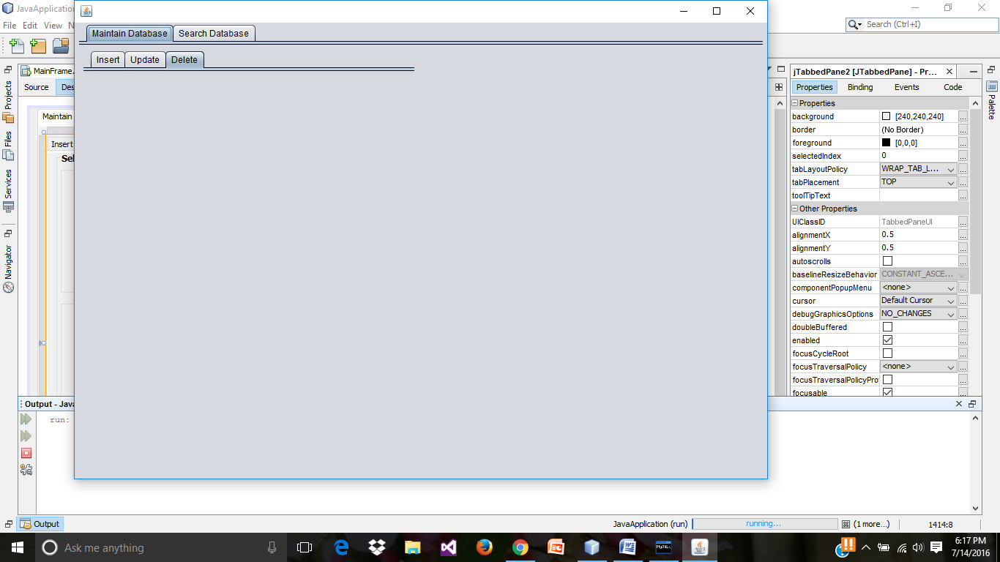 JavaApplication
File Edit View N
Search (Ctrl+I)
Maintain Database Search Database
Insert Update Delete
Projects
Files
Services
Navigator
MainFrame.
Source Des
Maintain
Insert
Sel
jTabbedPane2 [JTabbedPane] - Pr...
Properties Binding Events Code
Palette
Properties
background [240,240,240] ...
border (No Border) ...
foreground [0,0,0] ...
selectedIndex 0 ...
tabLayoutPolicy WRAP_TAB_L... ...
tabPlacement TOP ...
toolTipText ...
Other Properties
UIClassID TabbedPaneUI ...
alignmentX 0.5 ...
alignmentY 0.5 ...
autoscrolls ...
baselineResizeBehavior CONSTANT_ASCE... ...
componentPopupMenu <none> ...
cursor Default Cursor ...
debugGraphicsOptions NO_CHANGES ...
doubleBuffered ...
enabled ...
focusCycleRoot ...
focusTraversalPolicy <none> ...
focusTraversalPolicyPro ...
focusable ...
Output - Java
run:
Output
JavaApplication (run) running... (1 more...) 1414:8
Ask me anything
MySQL
6:17 PM
7/14/2016